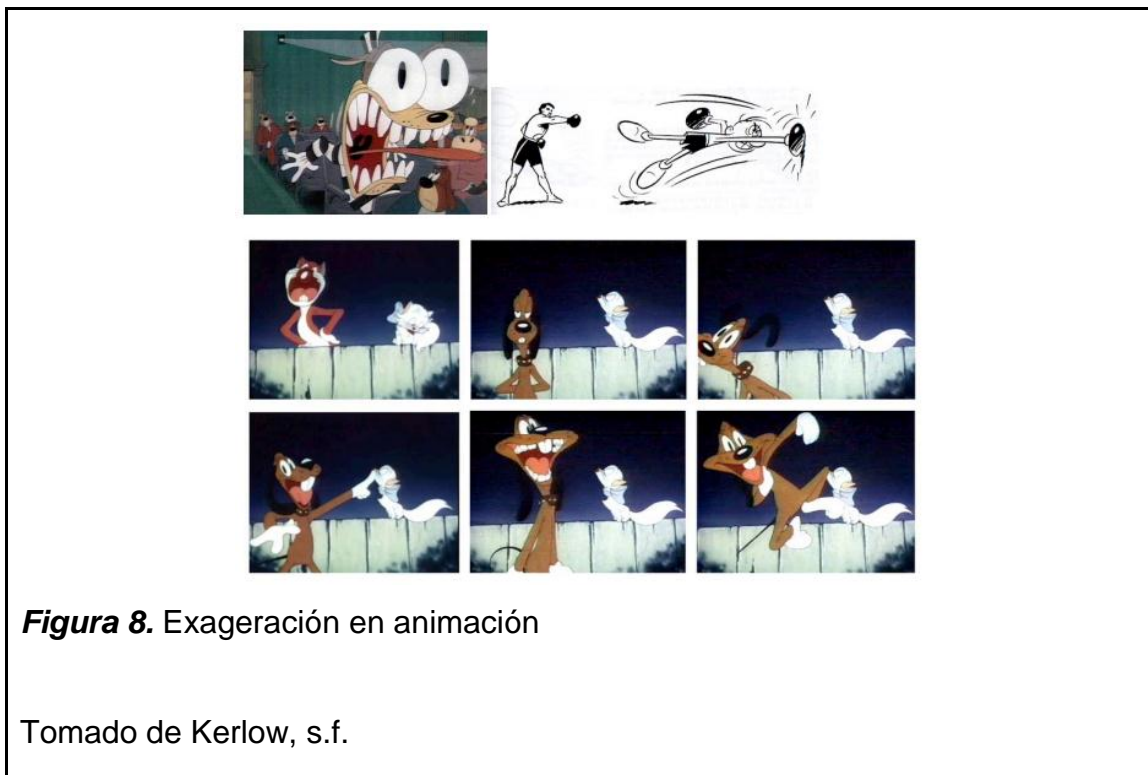 Figura 8. Exageración en animación
Tomado de Kerlow, s.f.